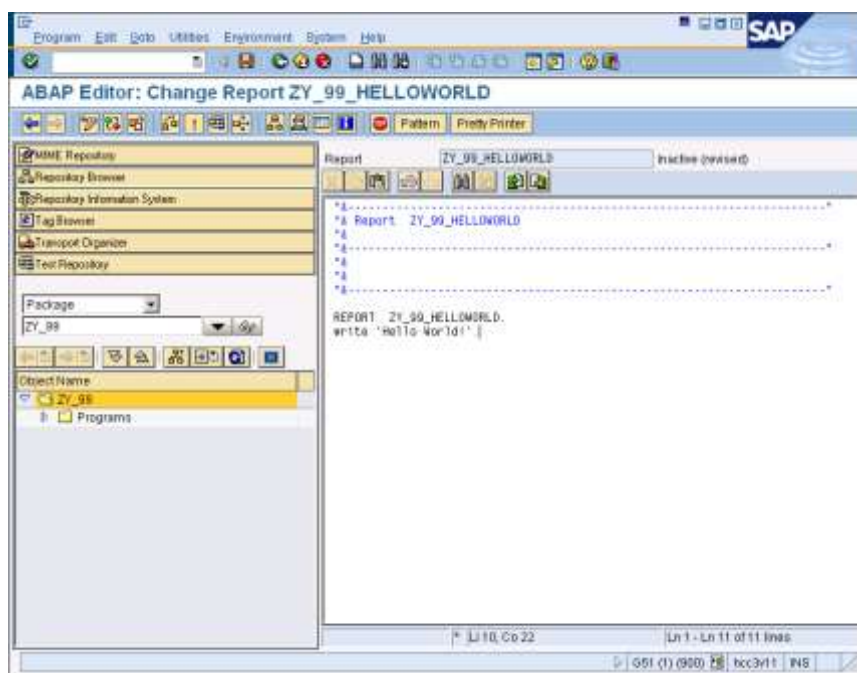 Program Edit Goto Utilities Environment System Help
SAP
ABAP Editor: Change Report ZY_99_HELLOWORLD
Pattern Pretty Printer
MIME Repository
Repository Browser
Repository Information System
Tag Browser
Transport Organizer
Test Repository
Package
ZY_99
Object Name
ZY_99
Programs
Report ZY_99_HELLOWORLD Inactive (revised)
*&---------------------------------------------------------------------*
*& Report ZY_99_HELLOWORLD
*&
*&---------------------------------------------------------------------*
*&
*&
*&---------------------------------------------------------------------*
REPORT ZY_99_HELLOWORLD.
write 'Hello World!'.
* Li 10, Co 22 Ln 1 - Ln 11 of 11 lines
G51 (1) (900) hcc3v11 INS